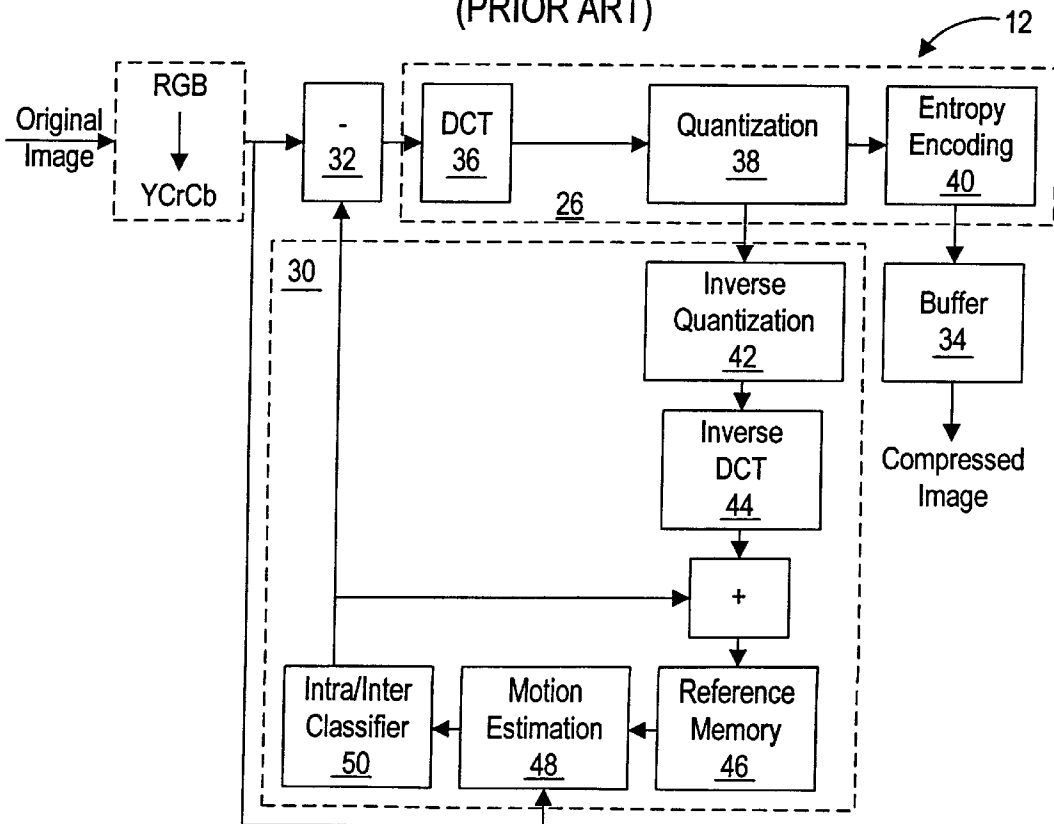 (PRIOR ART)
12
Original
Image
RGB
YCrCb
-
32
DCT
36
26
Quantization
38
Entropy
Encoding
40
30
Inverse
Quantization
42
Buffer
34
Inverse
DCT
44
Compressed
Image
+
Intra/Inter
Classifier
50
Motion
Estimation
48
Reference
Memory
46